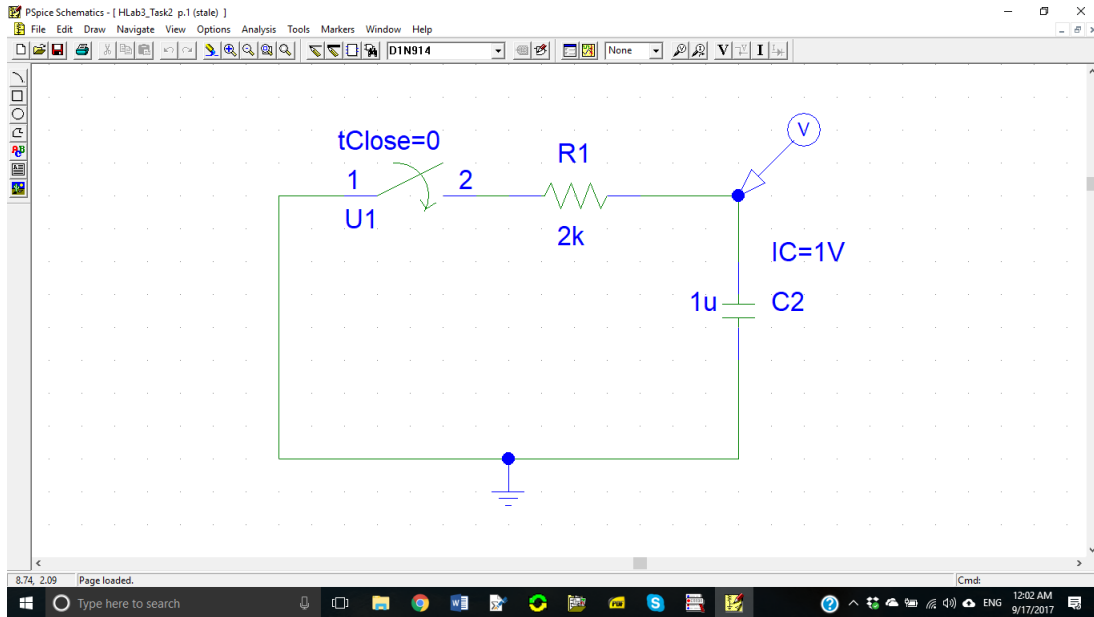 PSpice Schematics - [ HLab3_Task2 p.1 (stale) ]
File Edit Draw Navigate View Options Analysis Tools Markers Window Help
D1N914
None
V
I
tClose=0
1
2
U1
R1
2k
V
IC=1V
1u
C2
8.74, 2.09 Page loaded. Cmd:
Type here to search
ENG
12:02 AM
9/17/2017